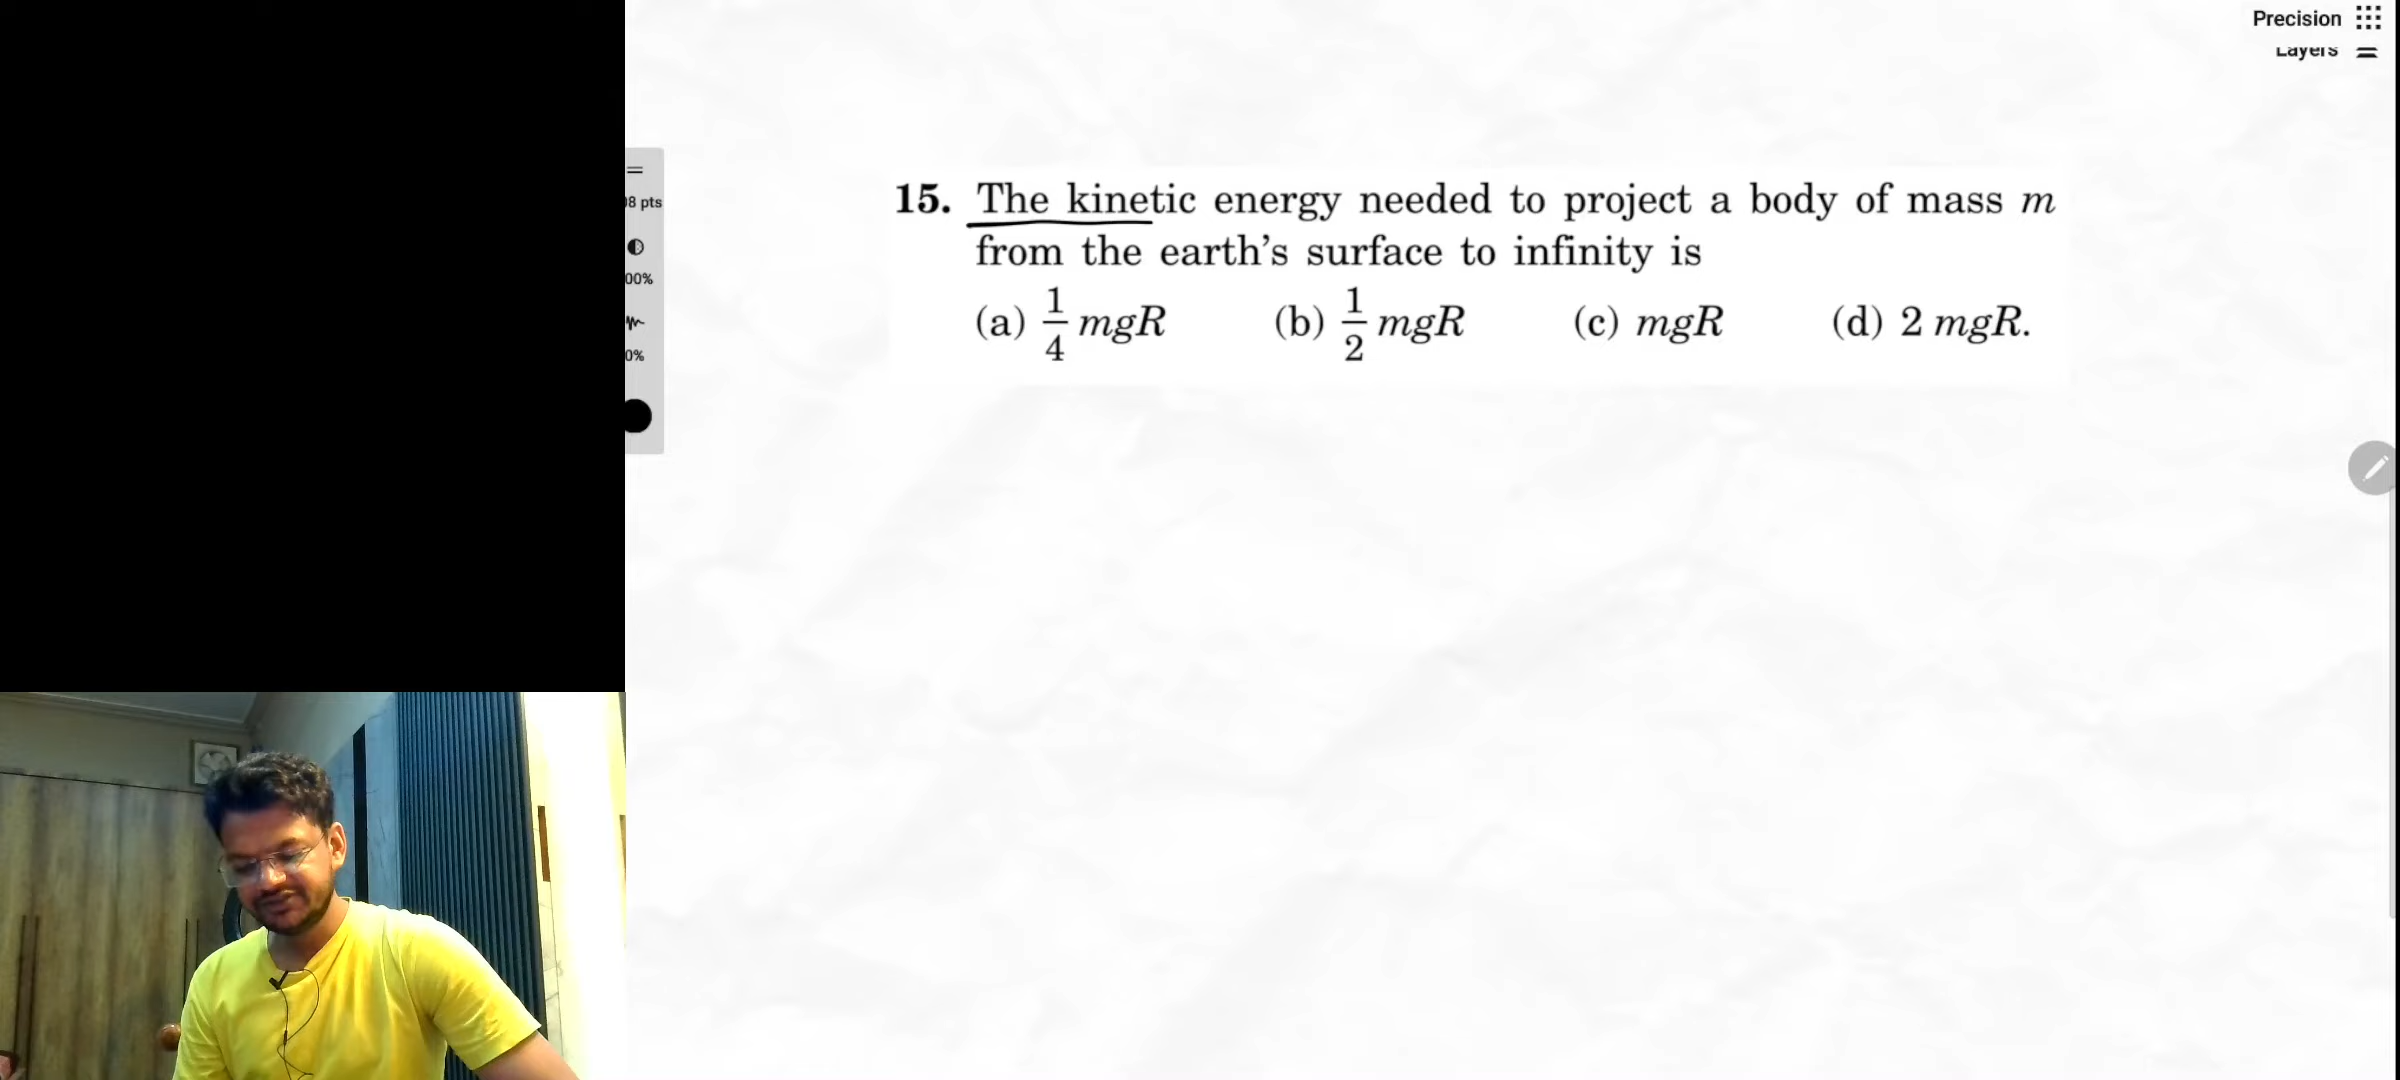 Precision
Layers
8 pts
00%
0%
15. The kinetic energy needed to project a body of mass m
from the earth's surface to infinity is
(a) 1/4 mgR (b) 1/2 mgR (c) mgR (d) 2 mgR.